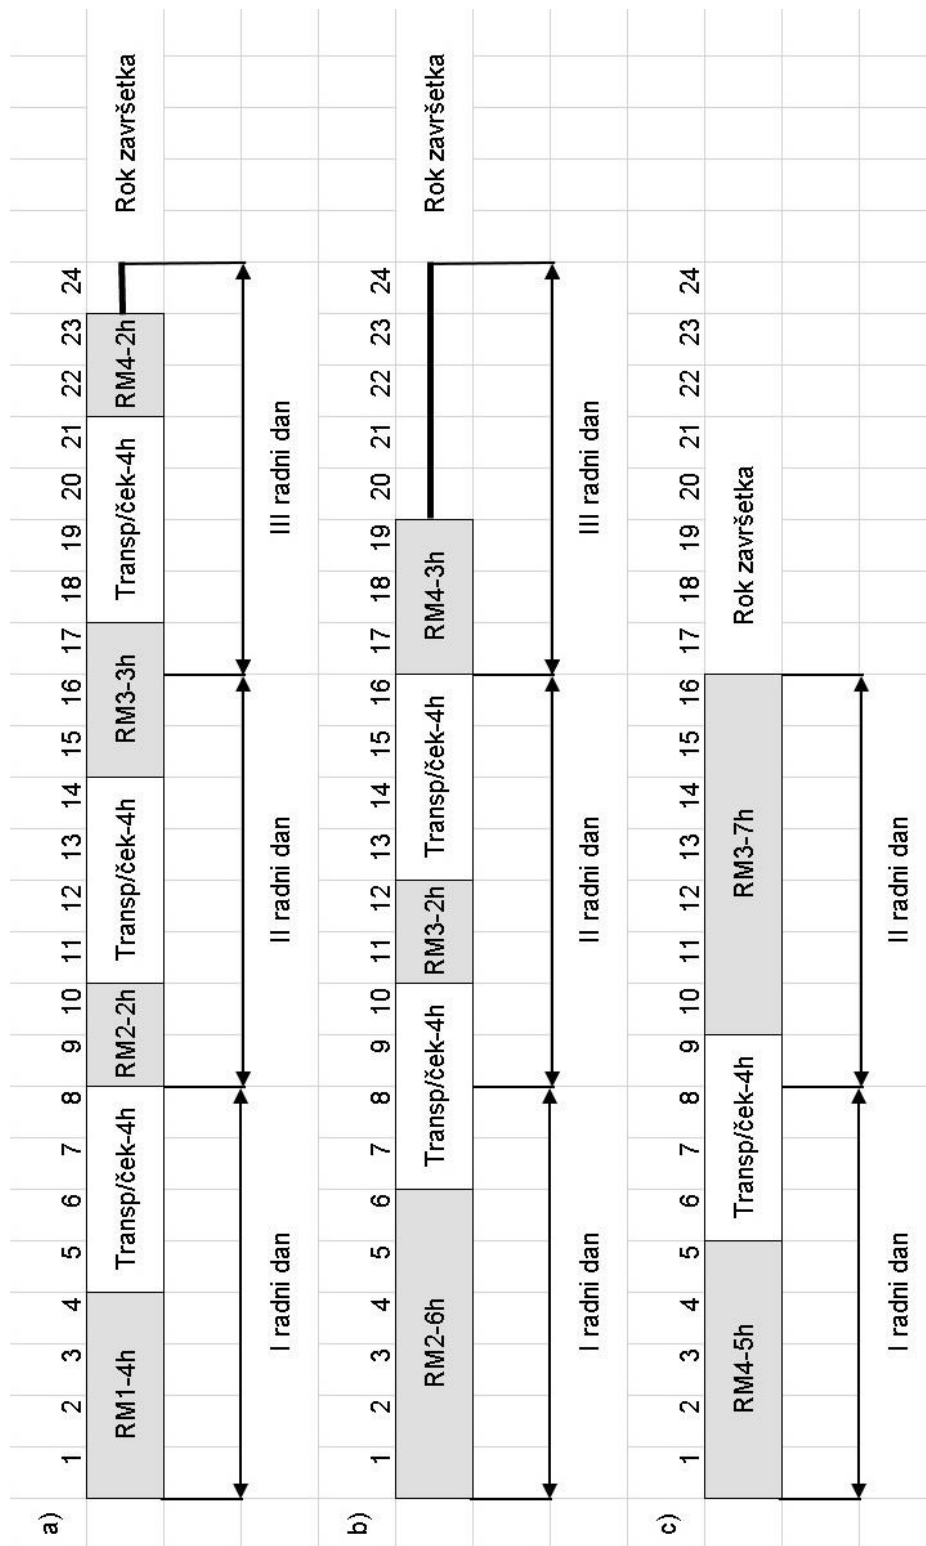 a)
1 2 3 4 5 6 7 8 9 10 11 12 13 14 15 16 17 18 19 20 21 22 23 24
RM1-4h Transp/ček-4h RM2-2h Transp/ček-4h RM3-3h Transp/ček-4h RM4-2h Rok završetka
I radni dan II radni dan III radni dan
b)
1 2 3 4 5 6 7 8 9 10 11 12 13 14 15 16 17 18 19 20 21 22 23 24
RM2-6h Transp/ček-4h RM3-2h Transp/ček-4h RM4-3h Rok završetka
I radni dan II radni dan III radni dan
c)
1 2 3 4 5 6 7 8 9 10 11 12 13 14 15 16 17 18 19 20 21 22 23 24
RM4-5h Transp/ček-4h RM3-7h Rok završetka
I radni dan II radni dan